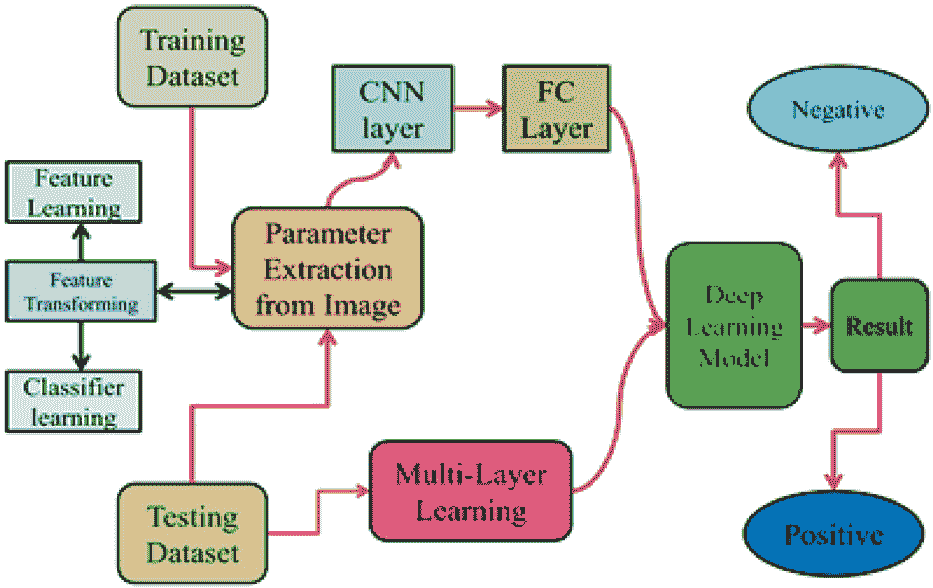 Training
Dataset
CNN
layer
FC
Layer
Negative
Feature
Learning
Parameter
Extraction
from Image
Feature
Transforming
Deep
Learning
Model
Result
Classifier
learning
Multi-Layer
Learning
Testing
Dataset
Positive